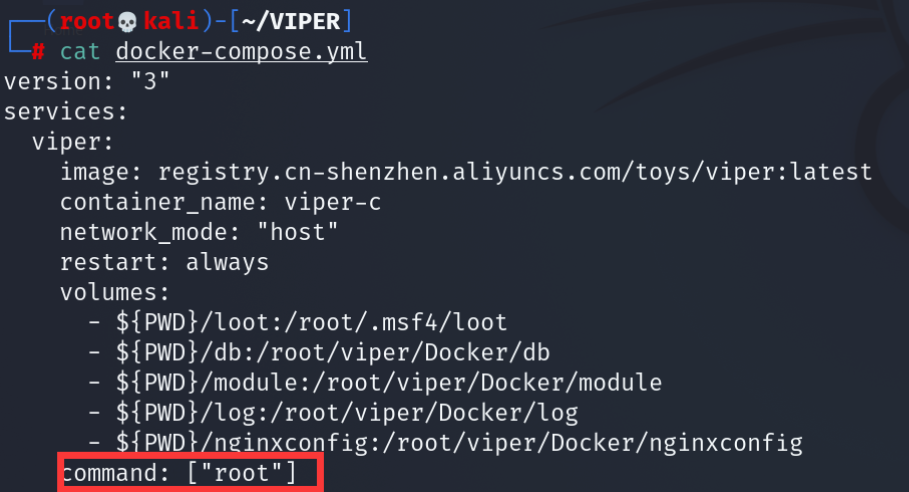 ┌──(root💀kali)-[~/VIPER]
└─# cat docker-compose.yml
version: "3"
services:
  viper:
    image: registry.cn-shenzhen.aliyuncs.com/toys/viper:latest
    container_name: viper-c
    network_mode: "host"
    restart: always
    volumes:
      - ${PWD}/loot:/root/.msf4/loot
      - ${PWD}/db:/root/viper/Docker/db
      - ${PWD}/module:/root/viper/Docker/module
      - ${PWD}/log:/root/viper/Docker/log
      - ${PWD}/nginxconfig:/root/viper/Docker/nginxconfig
    command: ["root"]